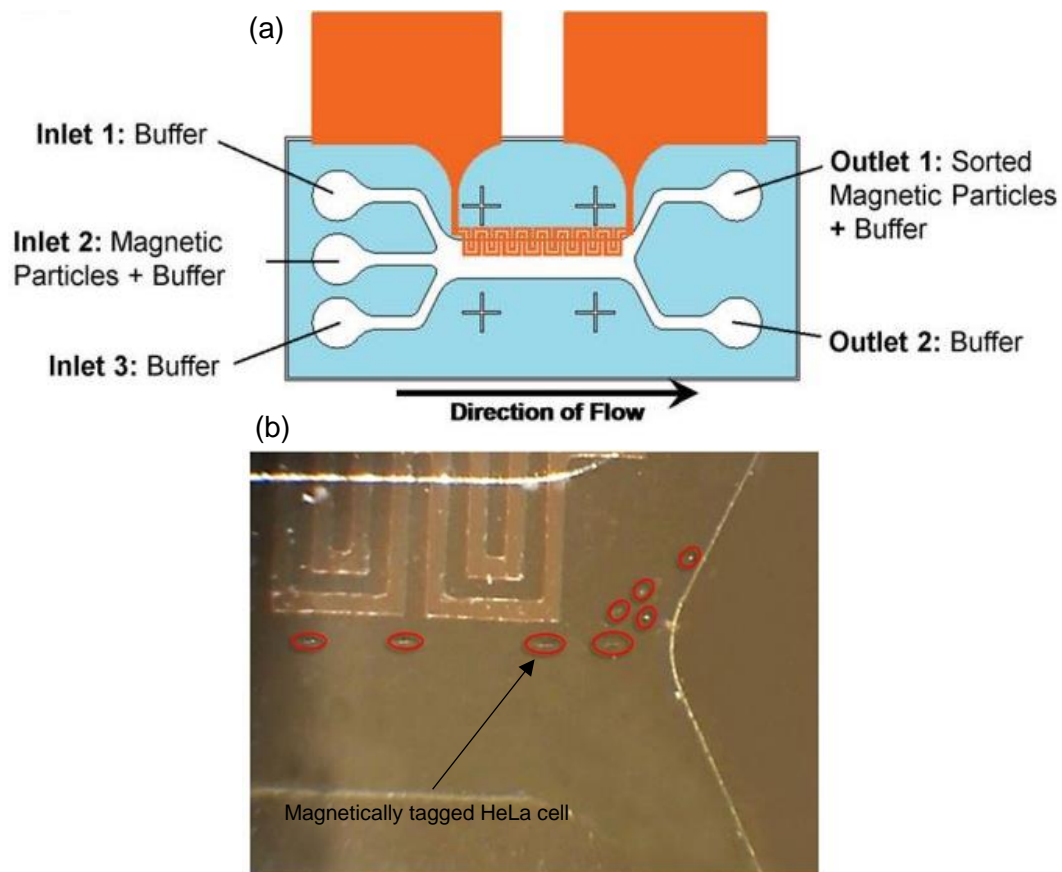 (a)
Inlet 1: Buffer
Inlet 2: Magnetic
Particles + Buffer
Inlet 3: Buffer
Outlet 1: Sorted
Magnetic Particles
+ Buffer
Outlet 2: Buffer
Direction of Flow
(b)
Magnetically tagged HeLa cell